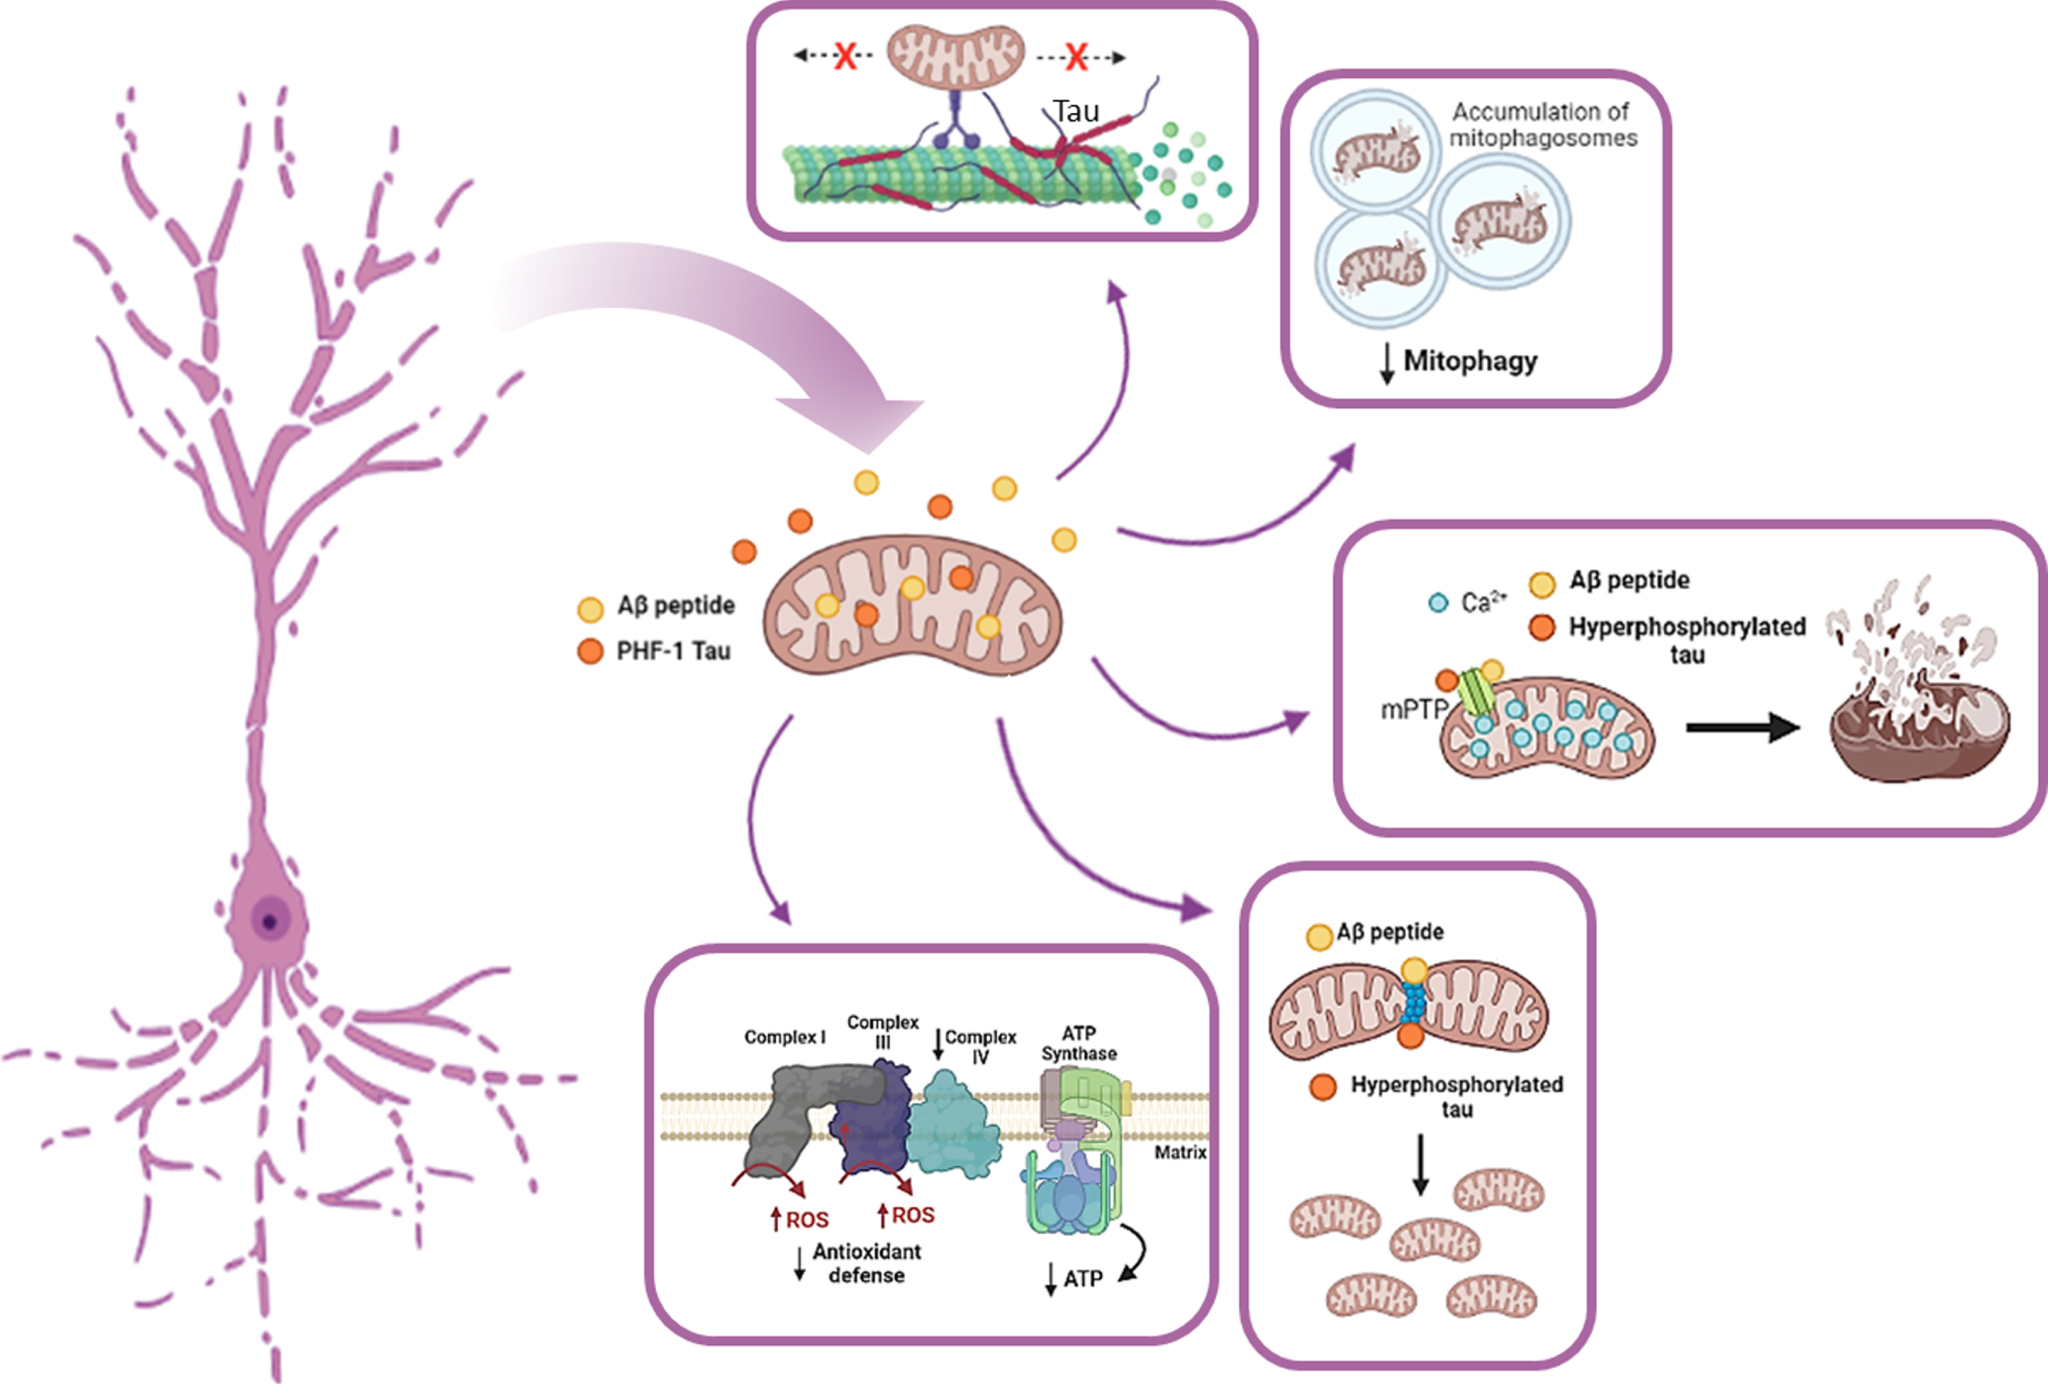 X
X
Tau
Accumulation of
mitophagosomes
↓ Mitophagy
Aβ peptide
PHF-1 Tau
Ca²⁺
Aβ peptide
Hyperphosphorylated
tau
mPTP
Aβ peptide
Hyperphosphorylated
tau
Complex I
Complex
III
↓ Complex
IV
ATP
Synthase
Matrix
↑ ROS
↑ ROS
↓ Antioxidant
defense
↓ ATP